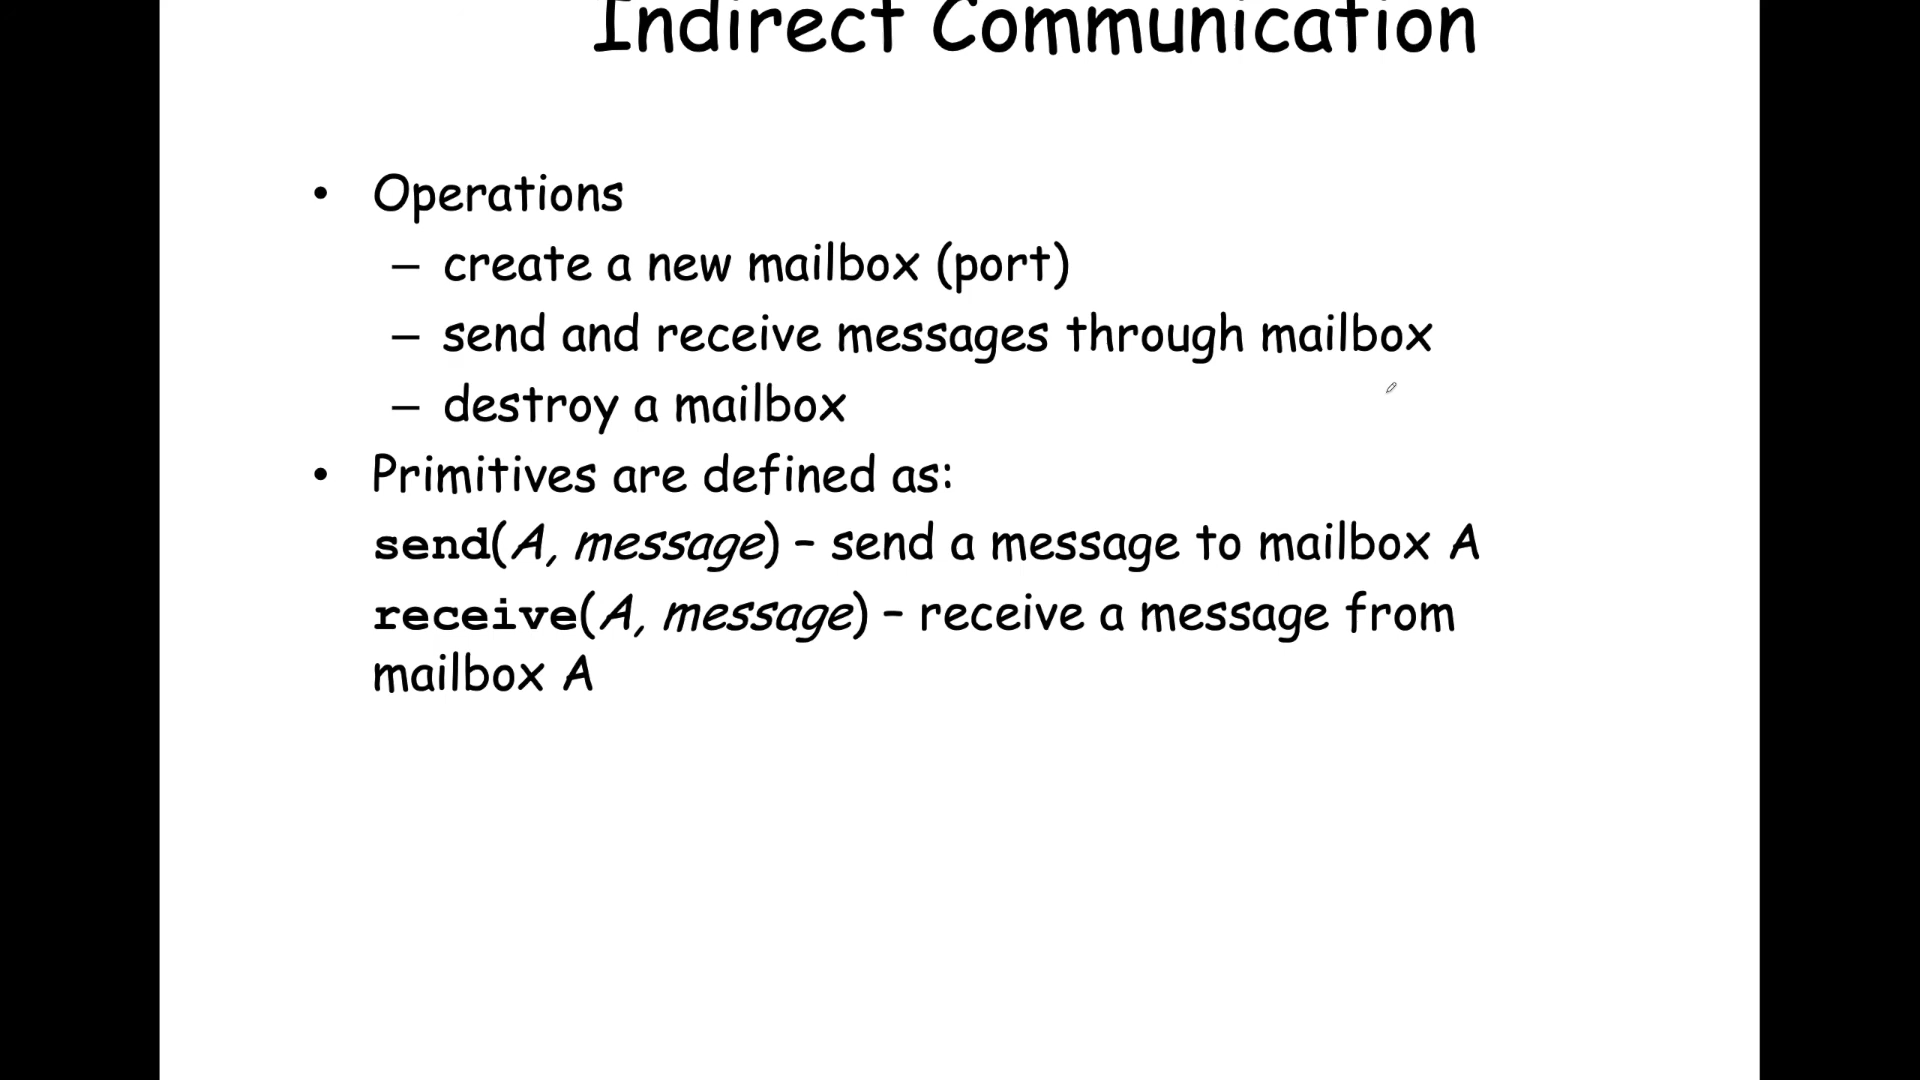 Indirect Communication
• Operations
– create a new mailbox (port)
– send and receive messages through mailbox
– destroy a mailbox
• Primitives are defined as:
send(A, message) – send a message to mailbox A
receive(A, message) – receive a message from
mailbox A